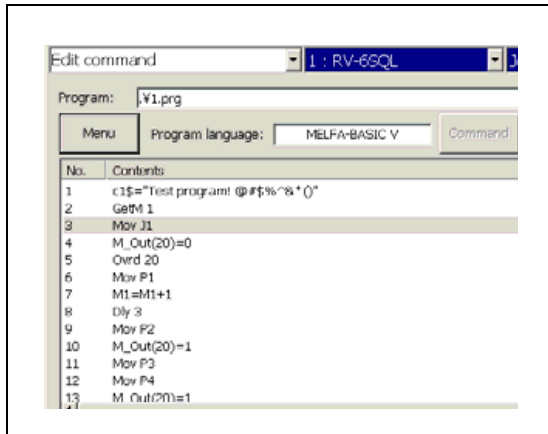 Edit command 1 : RV-6SQL J
Program: .¥1.prg
Menu Program language: MELFA-BASIC V Command
No. Contents
1 c1$="Test program! @#$%^&*()"
2 GetM 1
3 Mov J1
4 M_Out(20)=0
5 Ovrd 20
6 Mov P1
7 M1=M1+1
8 Dly 3
9 Mov P2
10 M_Out(20)=1
11 Mov P3
12 Mov P4
13 M_Out(20)=1